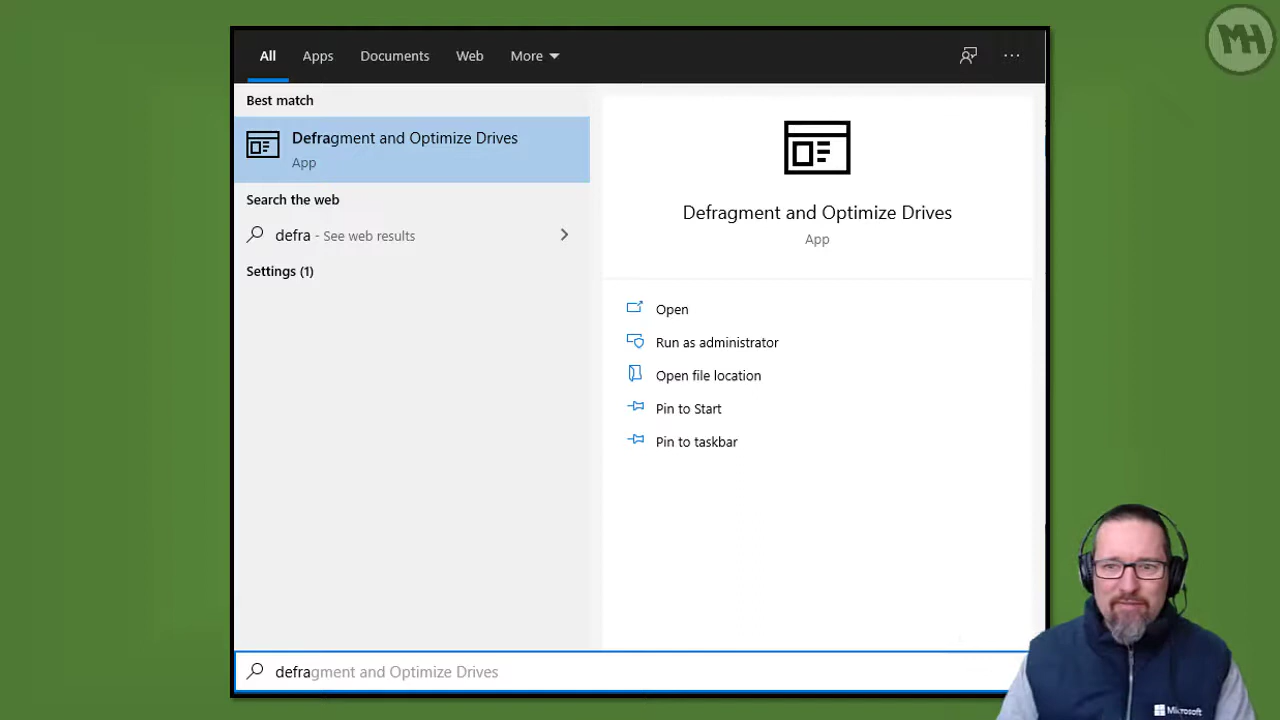 MH
All Apps Documents Web More
Best match
Defragment and Optimize Drives
App
Search the web
defra - See web results
Settings (1)
Defragment and Optimize Drives
App
Open
Run as administrator
Open file location
Pin to Start
Pin to taskbar
defragment and Optimize Drives
Microsoft